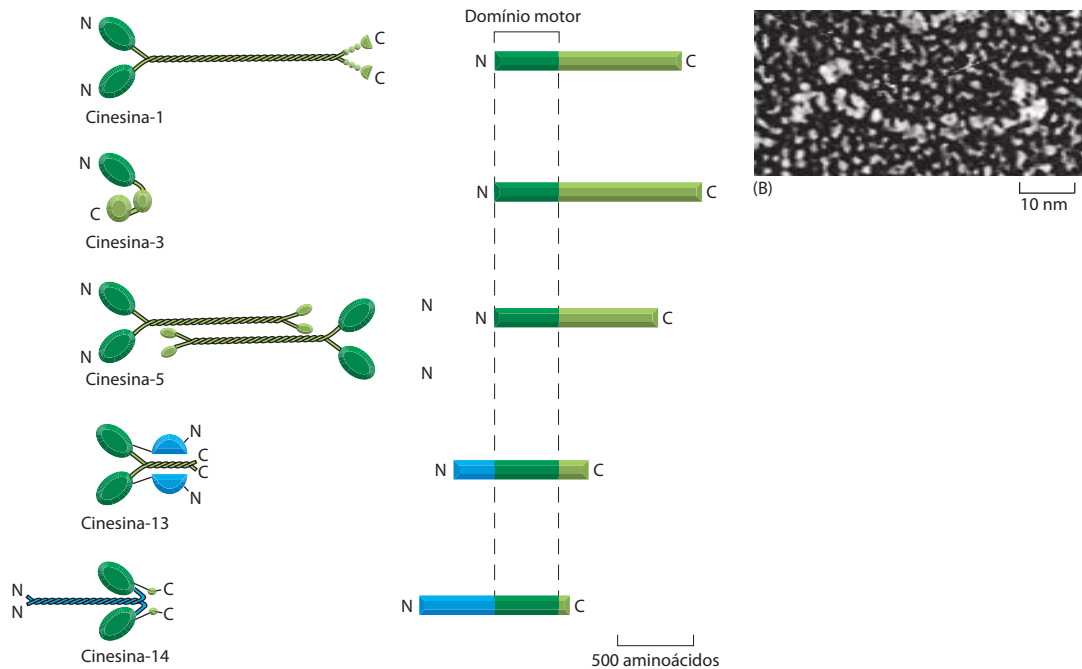 Domínio motor
N
N
C
C
Cinesina-1
N
C
(B)
10 nm
N
C
Cinesina-3
N
C
N
N
Cinesina-5
N
N
N
C
N
C
C
N
Cinesina-13
N
C
N
N
C
C
Cinesina-14
N
C
500 aminoácidos